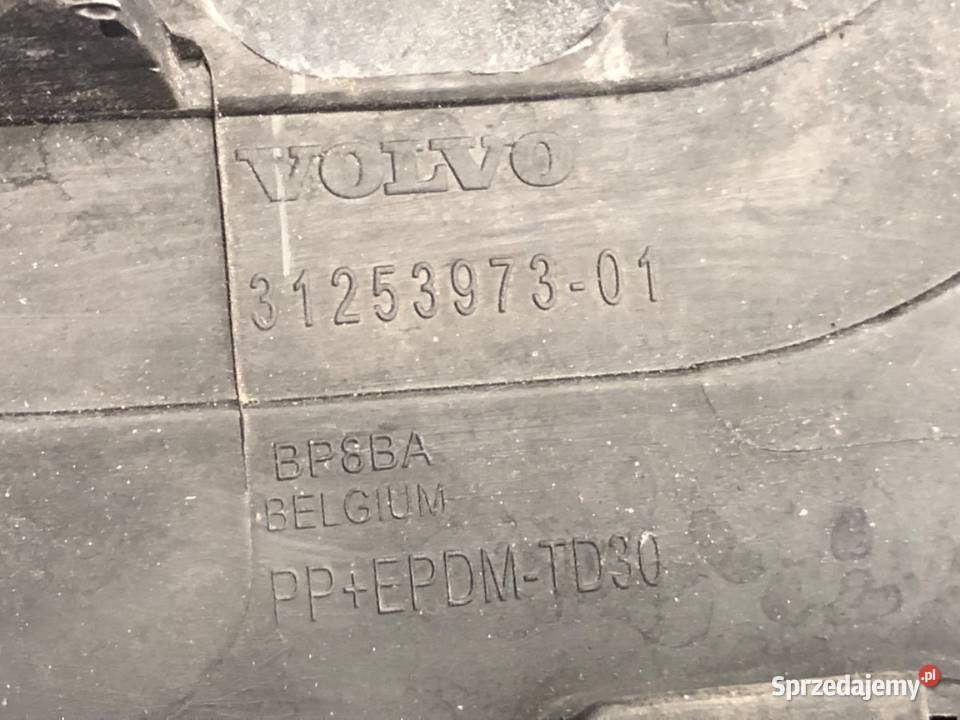 VOLVO
31253973-01
BP8BA
BELGIUM
PP+EPDM-TD30
Sprzedajemy.pl